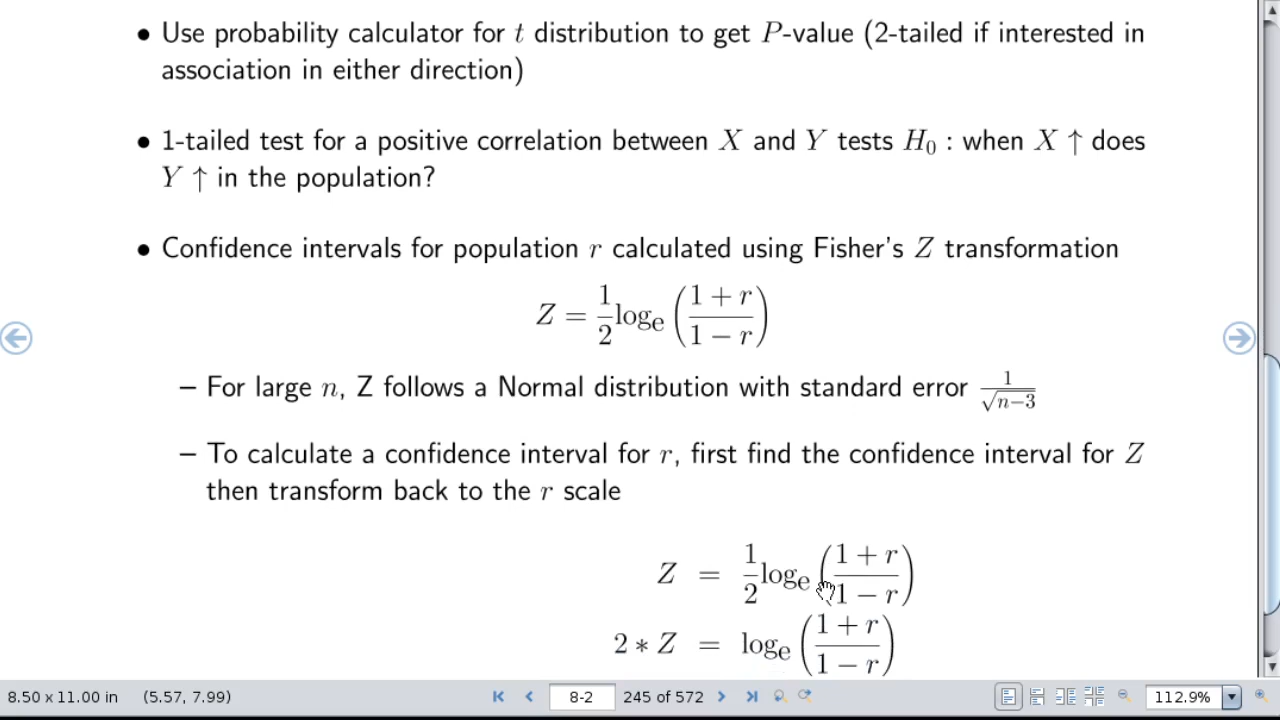 • Use probability calculator for t distribution to get P-value (2-tailed if interested in
association in either direction)
• 1-tailed test for a positive correlation between X and Y tests H₀ : when X ↑ does
Y ↑ in the population?
• Confidence intervals for population r calculated using Fisher's Z transformation
Z = 1/2 logₑ ((1 + r)/(1 − r))
– For large n, Z follows a Normal distribution with standard error 1/√(n−3)
– To calculate a confidence interval for r, first find the confidence interval for Z
then transform back to the r scale
Z = 1/2 logₑ ((1 + r)/(1 − r))
2 ∗ Z = logₑ ((1 + r)/(1 − r))
8.50 x 11.00 in (5.57, 7.99) 8-2 245 of 572 112.9%